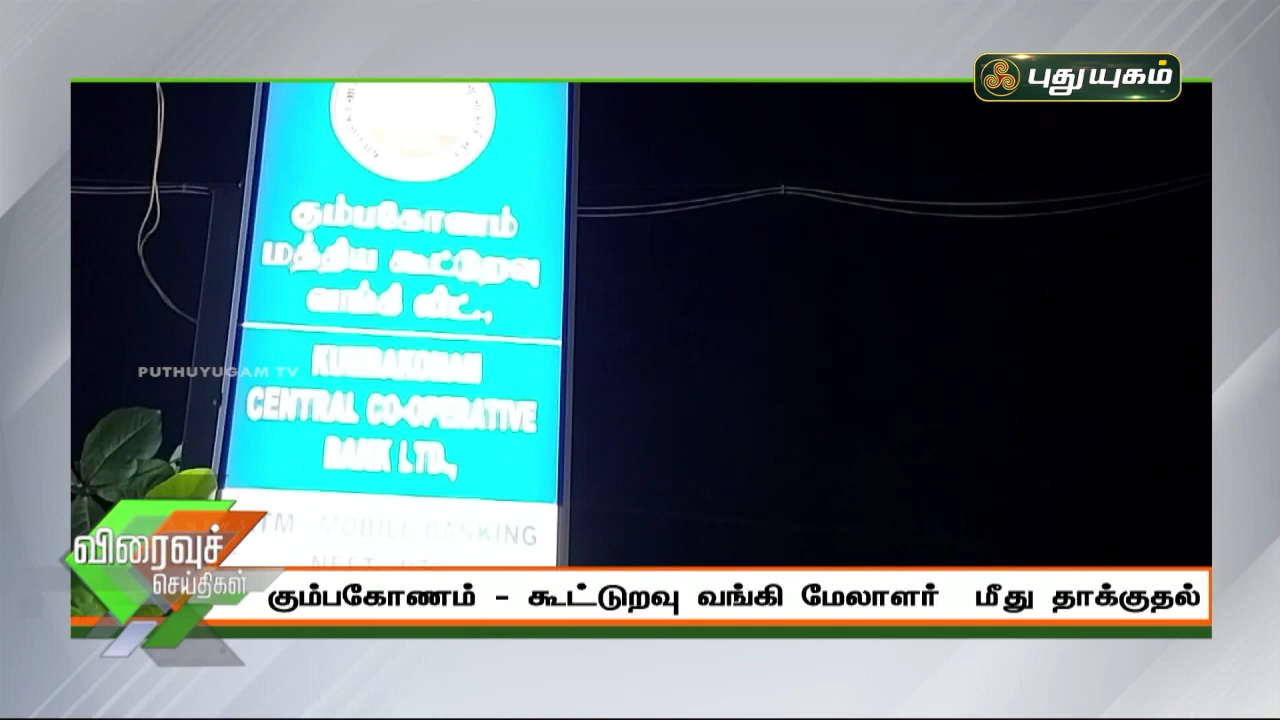 புதுயுகம்
கும்பகோணம்
மத்திய கூட்டுறவு
வங்கி லிட்.,
PUTHUYUGAM TV
KUMBAKONAM
CENTRAL CO-OPERATIVE
BANK LTD.,
MOBILE BANKING
விரைவுச்
செய்திகள்
கும்பகோணம் - கூட்டுறவு வங்கி மேலாளர் மீது தாக்குதல்